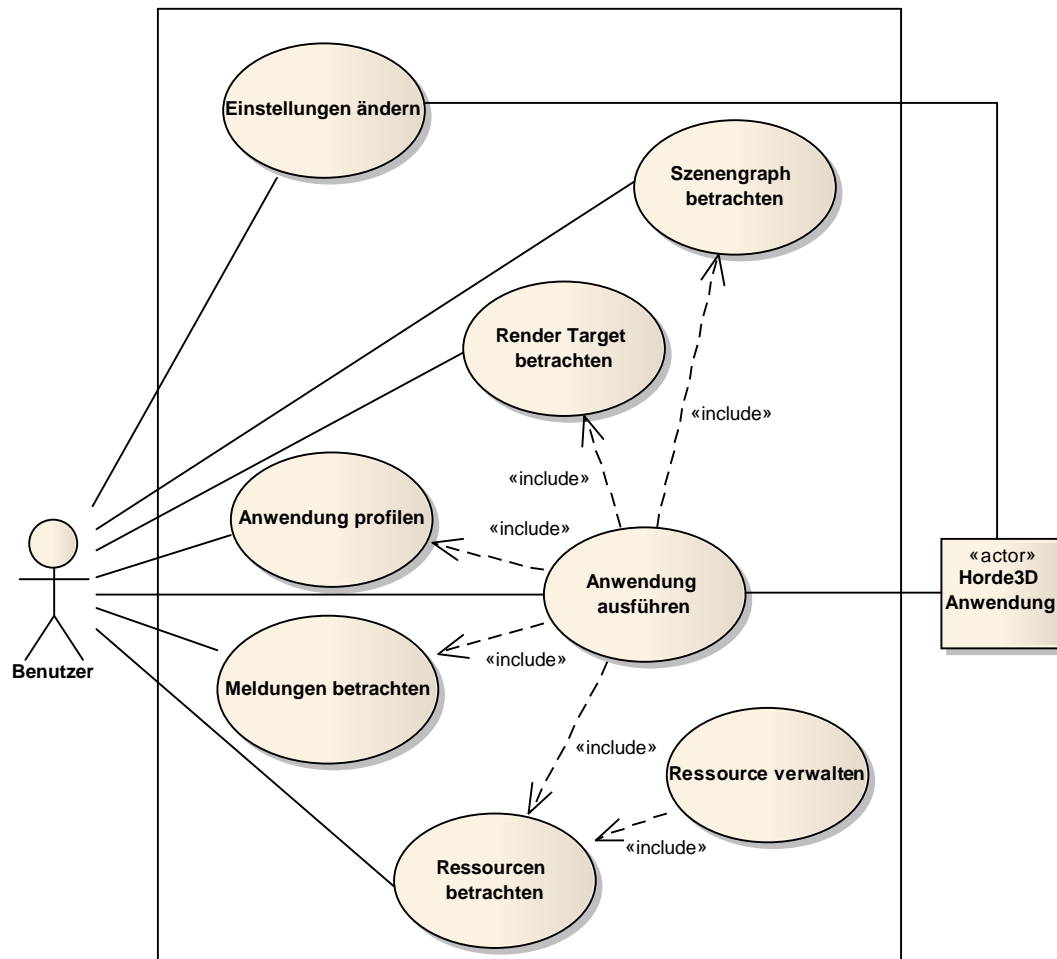 Einstellungen ändern
Szenengraph
betrachten
Render Target
betrachten
«include»
«include»
Anwendung profilen
«include»
Anwendung
ausführen
«actor»
Horde3D
Anwendung
Benutzer
Meldungen betrachten
«include»
«include»
Ressource verwalten
«include»
Ressourcen
betrachten